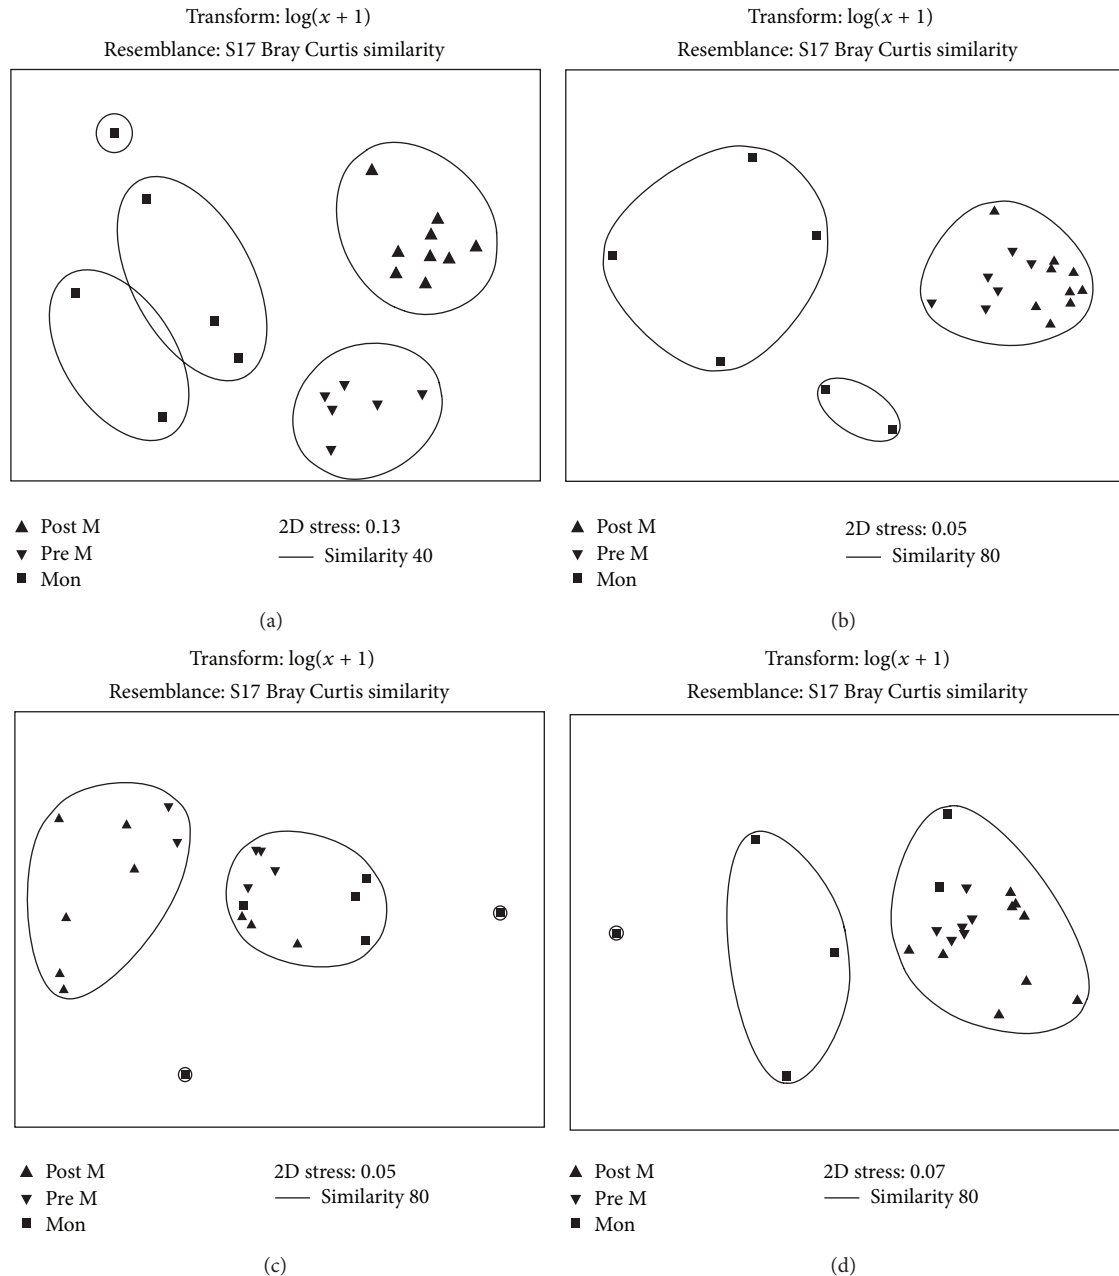 Transform: log(x + 1)
Resemblance: S17 Bray Curtis similarity
Post M
Pre M
Mon
2D stress: 0.13
Similarity 40
(a)
Transform: log(x + 1)
Resemblance: S17 Bray Curtis similarity
Post M
Pre M
Mon
2D stress: 0.05
Similarity 80
(b)
Transform: log(x + 1)
Resemblance: S17 Bray Curtis similarity
Post M
Pre M
Mon
2D stress: 0.05
Similarity 80
(c)
Transform: log(x + 1)
Resemblance: S17 Bray Curtis similarity
Post M
Pre M
Mon
2D stress: 0.07
Similarity 80
(d)